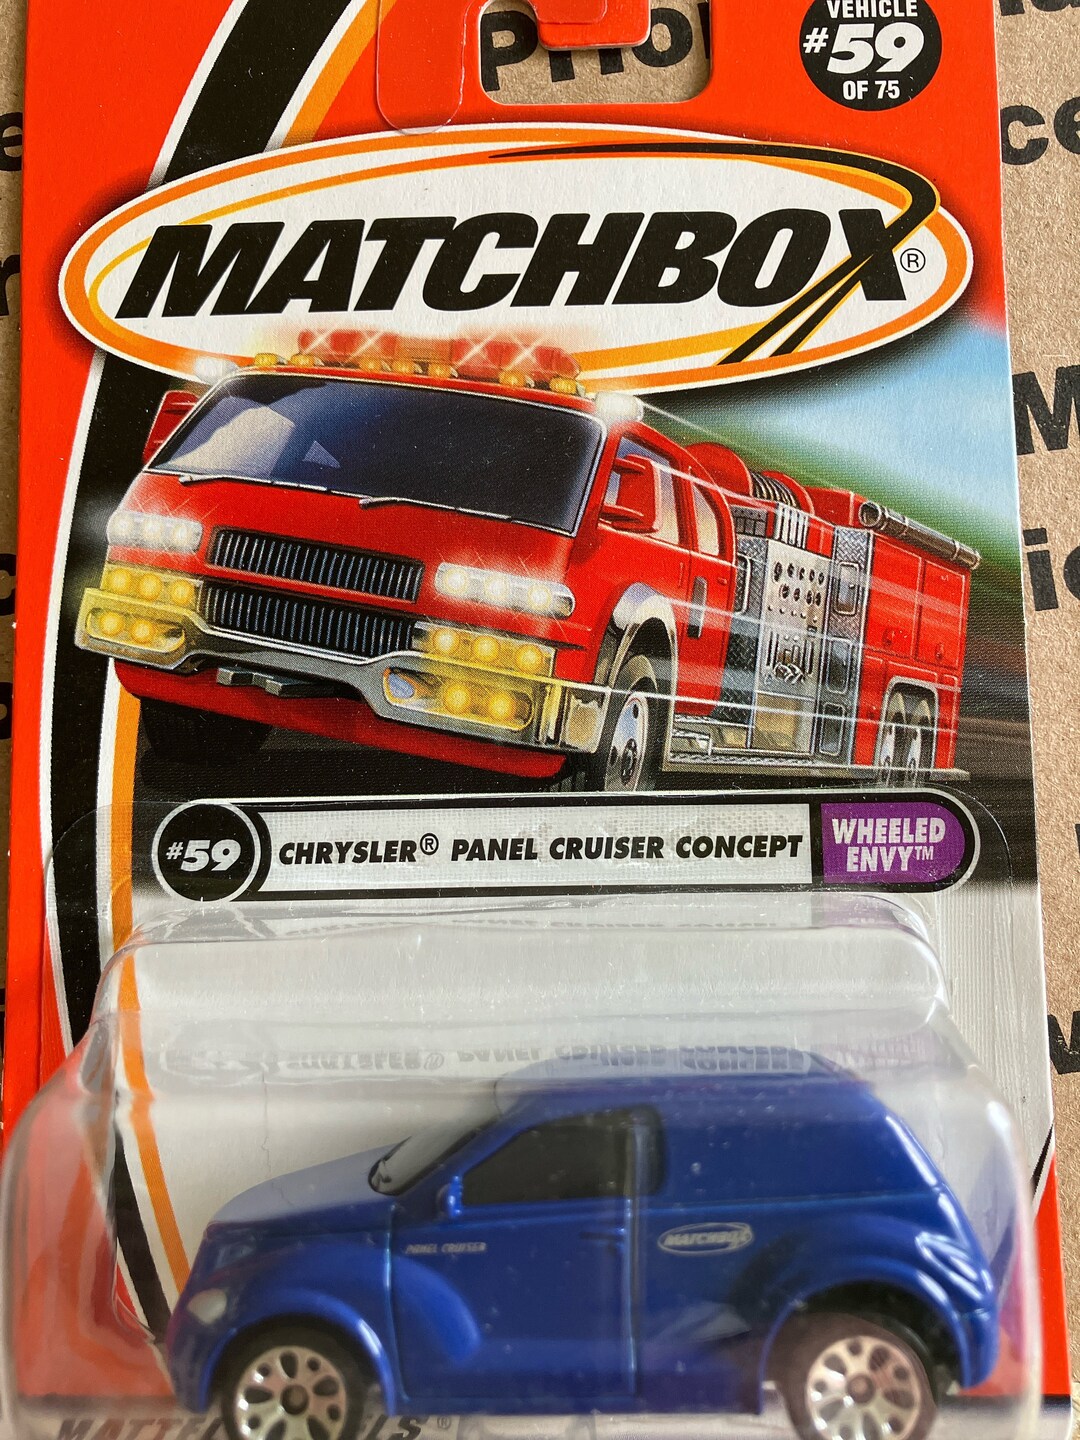 VEHICLE
#59
OF 75
MATCHBOX®
#59 CHRYSLER® PANEL CRUISER CONCEPT WHEELED
ENVY™
PANEL CRUISER
MATCHBOX